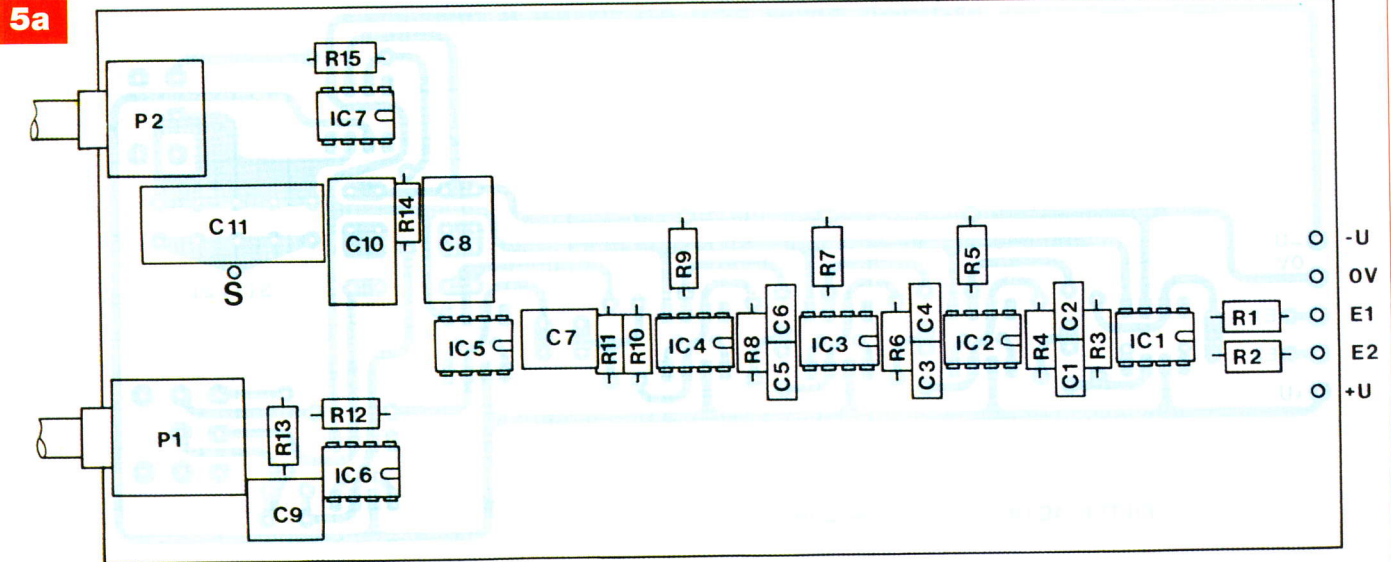 5a
R15
P2
IC7
C11
C10
R14
C8
S
-U
0V
E1
E2
+U
R9
R7
R5
IC5
C7
R11
R10
IC4
R8
C6
C5
IC3
R6
C4
C3
IC2
R4
C2
C1
R3
IC1
R1
R2
P1
R13
R12
IC6
C9